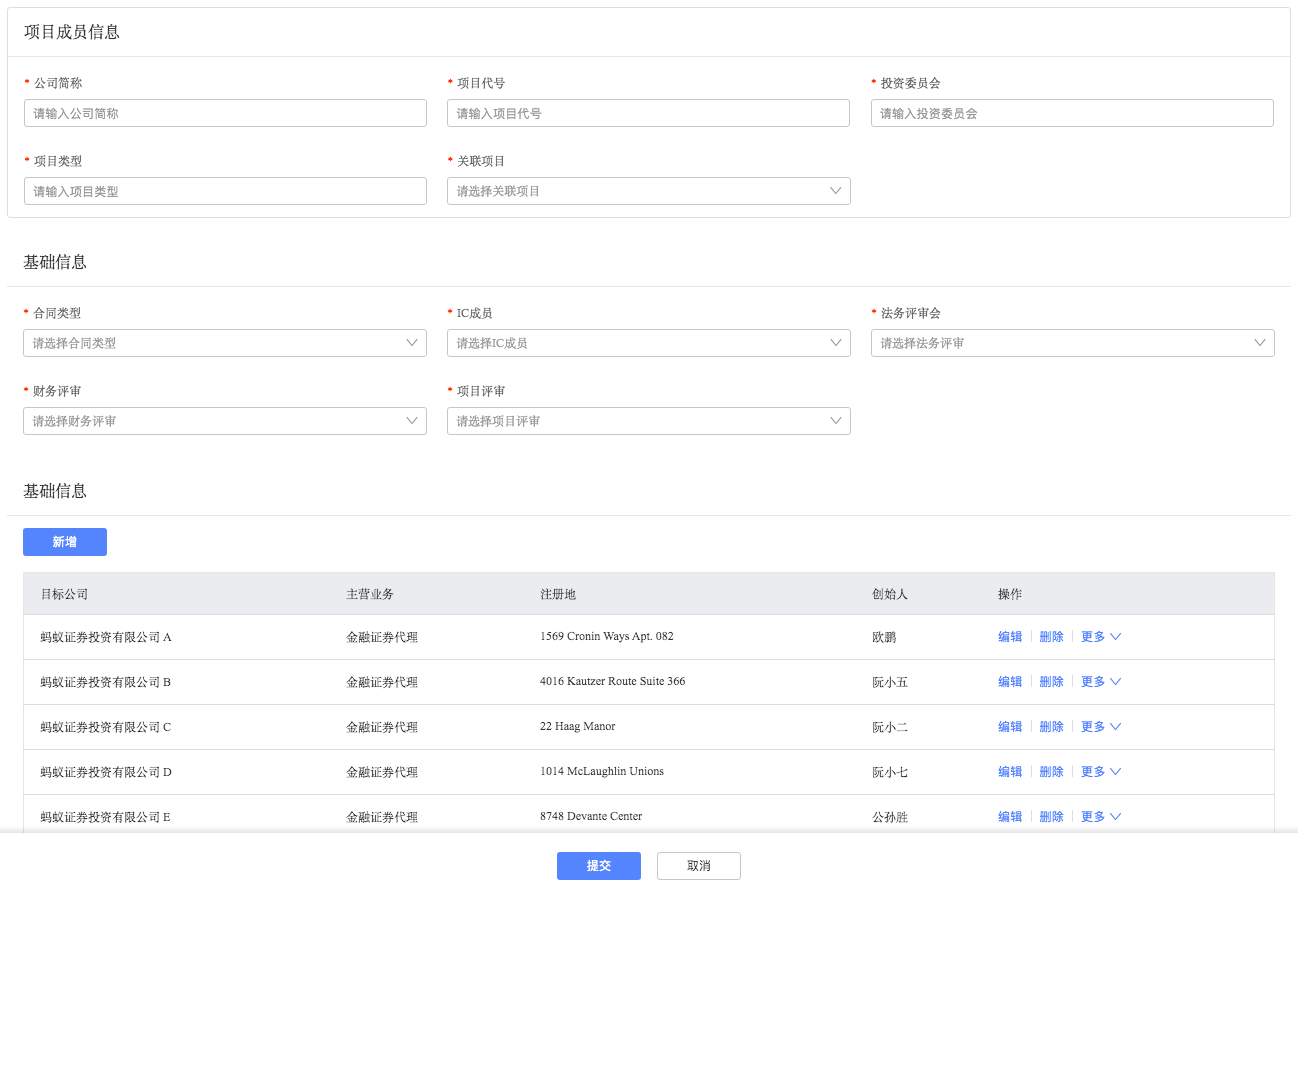 项目成员信息
* 公司简称 * 项目代号 * 投资委员会
请输入公司简称 请输入项目代号 请输入投资委员会
* 项目类型 * 关联项目
请输入项目类型 请选择关联项目
基础信息
* 合同类型 * IC成员 * 法务评审会
请选择合同类型 请选择IC成员 请选择法务评审
* 财务评审 * 项目评审
请选择财务评审 请选择项目评审
基础信息
新增
目标公司 主营业务 注册地 创始人 操作
蚂蚁证券投资有限公司 A 金融证券代理 1569 Cronin Ways Apt. 082 欧鹏 编辑 删除 更多
蚂蚁证券投资有限公司 B 金融证券代理 4016 Kautzer Route Suite 366 阮小五 编辑 删除 更多
蚂蚁证券投资有限公司 C 金融证券代理 22 Haag Manor 阮小二 编辑 删除 更多
蚂蚁证券投资有限公司 D 金融证券代理 1014 McLaughlin Unions 阮小七 编辑 删除 更多
蚂蚁证券投资有限公司 E 金融证券代理 8748 Devante Center 公孙胜 编辑 删除 更多
提交 取消